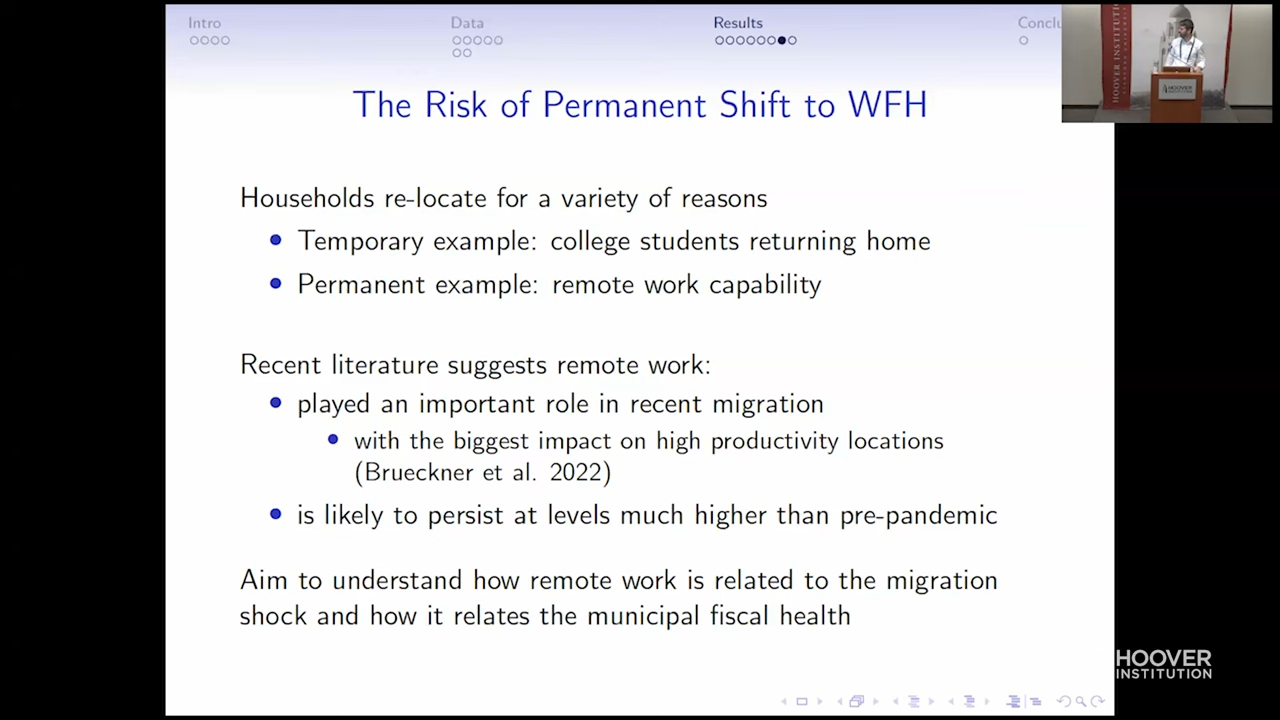 Intro
Data
Results
Conclu
The Risk of Permanent Shift to WFH
Households re-locate for a variety of reasons
Temporary example: college students returning home
Permanent example: remote work capability
Recent literature suggests remote work:
played an important role in recent migration
with the biggest impact on high productivity locations
(Brueckner et al. 2022)
is likely to persist at levels much higher than pre-pandemic
Aim to understand how remote work is related to the migration
shock and how it relates the municipal fiscal health
HOOVER INSTITUTION
HOOVER
HOOVER
INSTITUTION